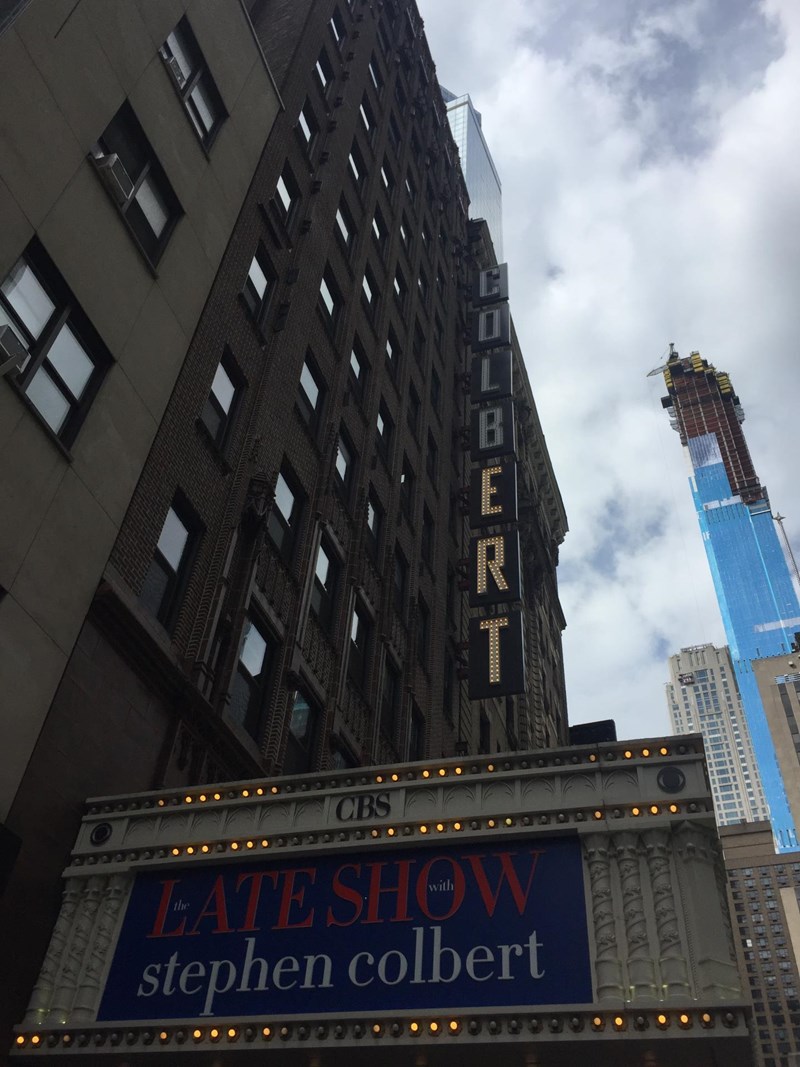 COLBERT
CBS
the LATE SHOW with
stephen colbert